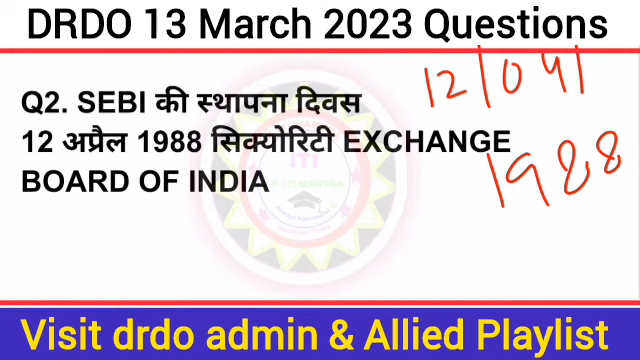 DRDO 13 March 2023 Questions
12/04/
1988
Q2. SEBI की स्थापना दिवस
12 अप्रैल 1988 सिक्योरिटी EXCHANGE
BOARD OF INDIA
ITI
Visit drdo admin & Allied Playlist